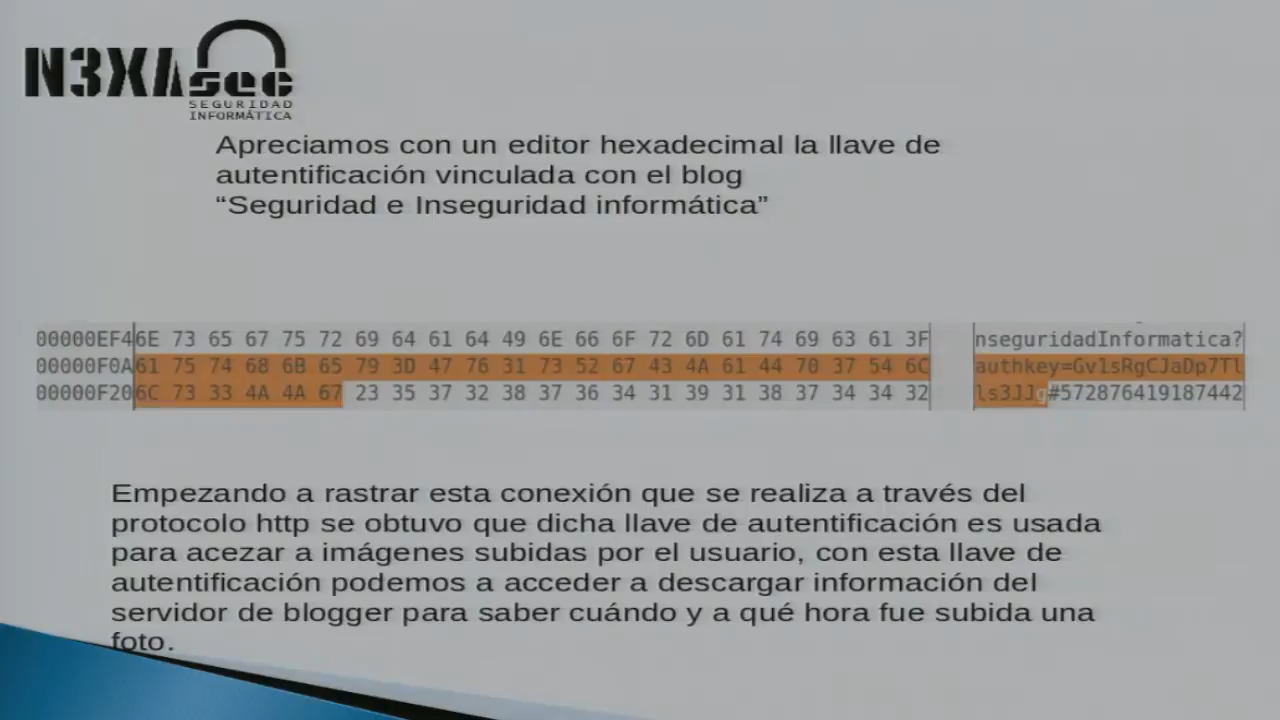 N3XAsec
SEGURIDAD
INFORMÁTICA
Apreciamos con un editor hexadecimal la llave de
autentificación vinculada con el blog
“Seguridad e Inseguridad informática”
00000EF4 6E 73 65 67 75 72 69 64 61 64 49 6E 66 6F 72 6D 61 74 69 63 61 3F nseguridadInformatica?
00000F0A 61 75 74 68 6B 65 79 3D 47 76 31 73 52 67 43 4A 61 44 70 37 54 6C authkey=Gv1sRgCJaDp7Tl
00000F20 6C 73 33 4A 4A 67 23 35 37 32 38 37 36 34 31 39 31 38 37 34 34 32 ls3JJg#572876419187442
Empezando a rastrar esta conexión que se realiza a través del
protocolo http se obtuvo que dicha llave de autentificación es usada
para acezar a imágenes subidas por el usuario, con esta llave de
autentificación podemos a acceder a descargar información del
servidor de blogger para saber cuándo y a qué hora fue subida una
foto.